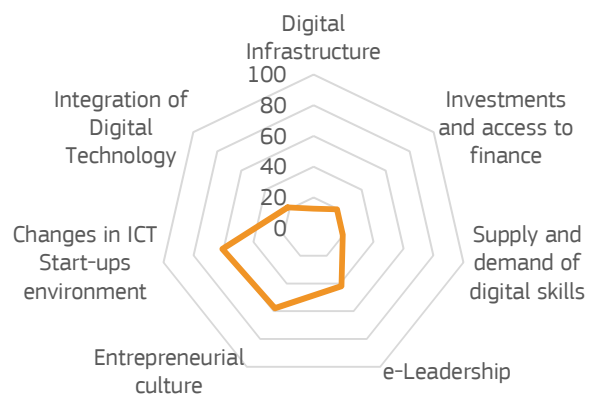 Digital
Infrastructure
100
80
60
40
20
0
Investments
and access to
finance
Supply and
demand of
digital skills
e-Leadership
Entrepreneurial
culture
Changes in ICT
Start-ups
environment
Integration of
Digital
Technology